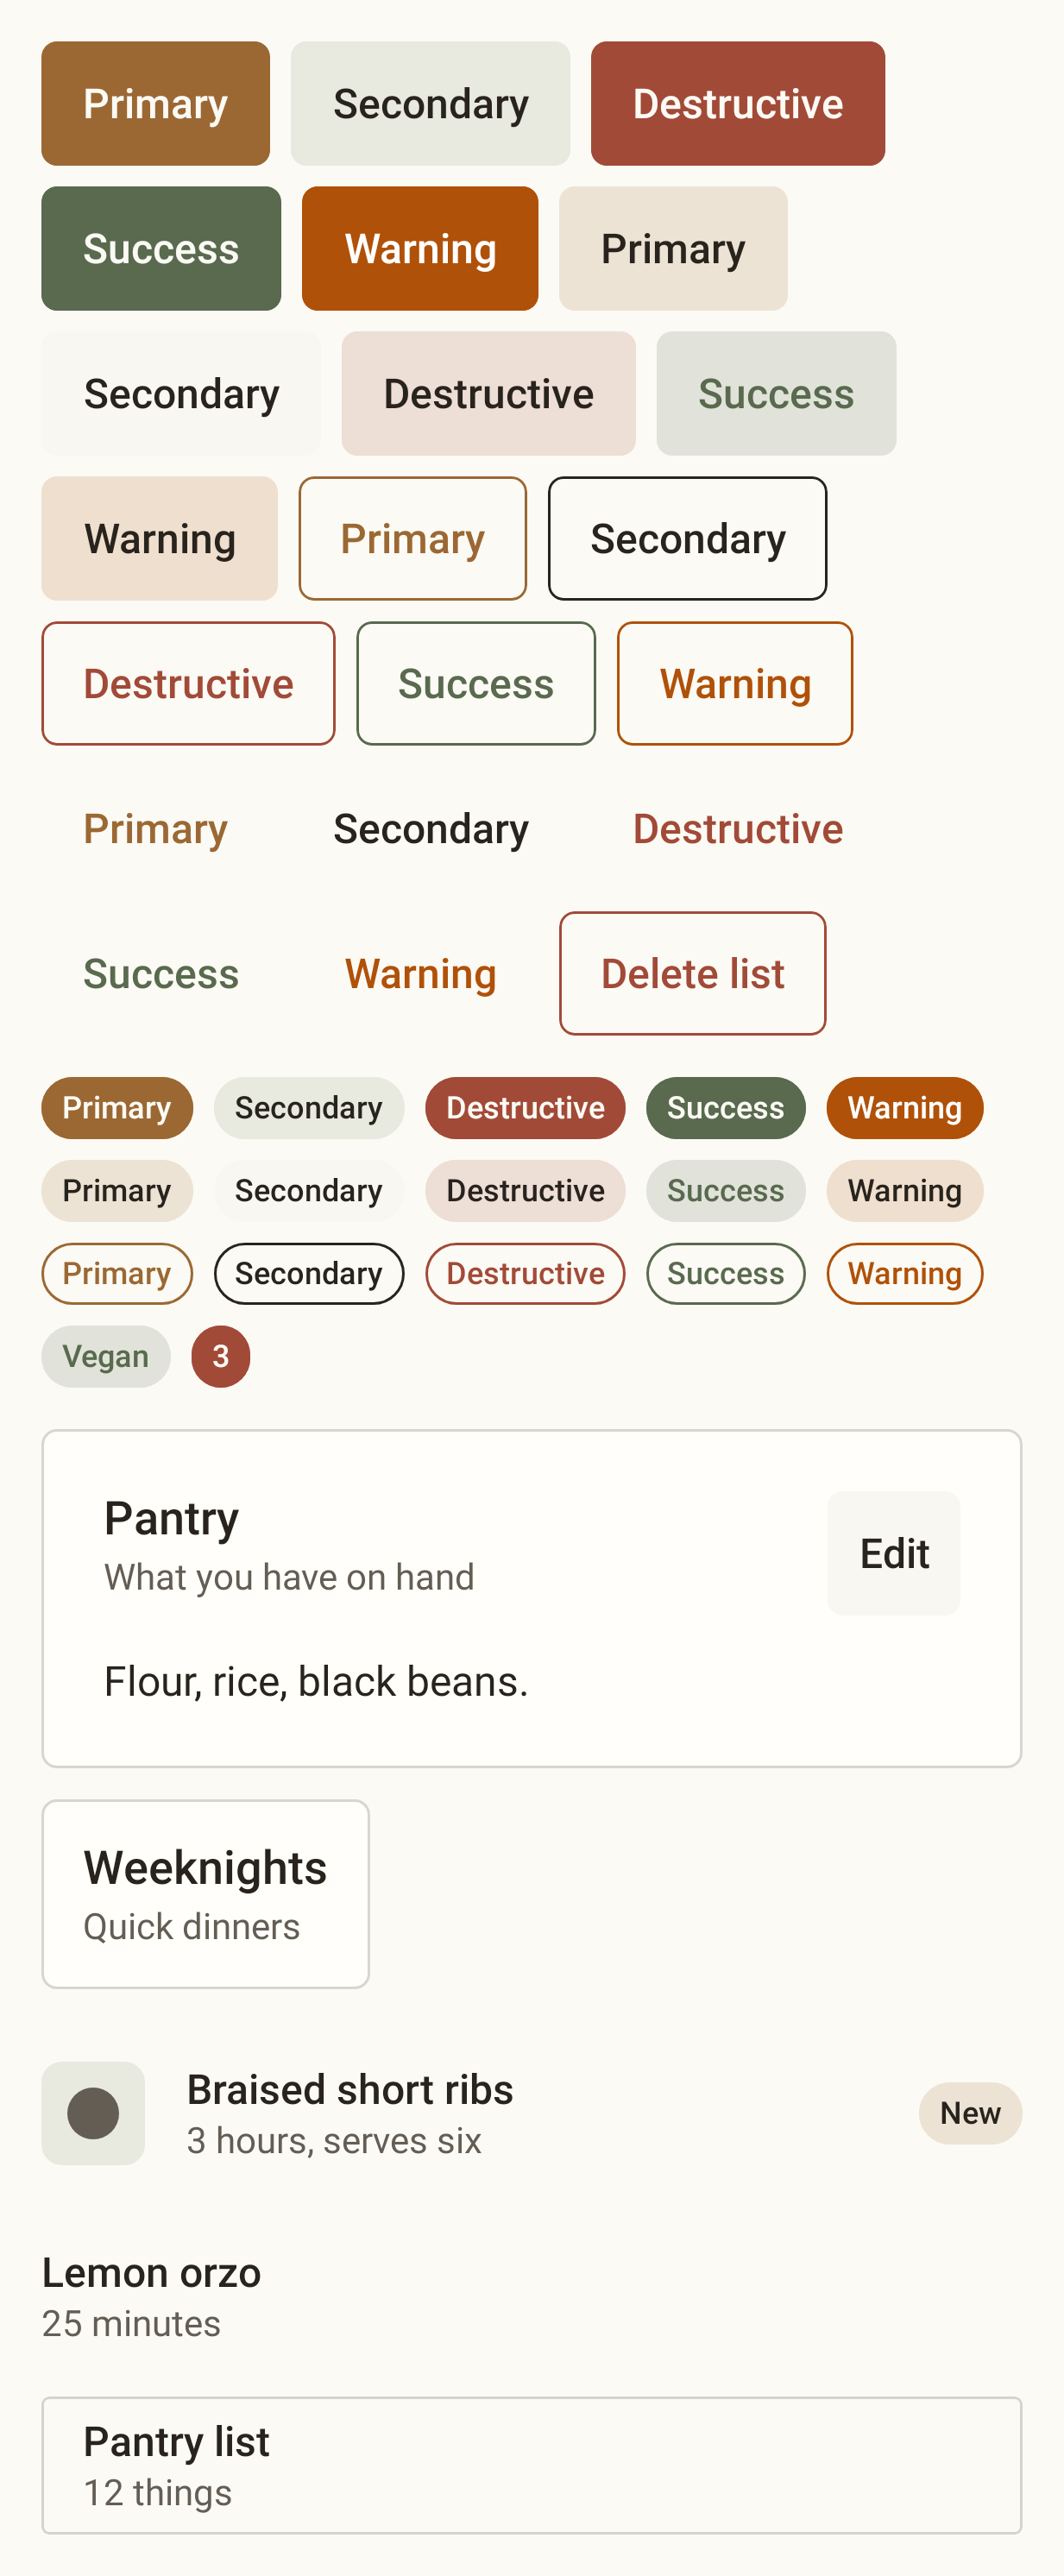 Primary Secondary Destructive
Success Warning Primary
Secondary Destructive Success
Warning Primary Secondary
Destructive Success Warning
Primary Secondary Destructive
Success Warning Delete list
Primary Secondary Destructive Success Warning
Primary Secondary Destructive Success Warning
Primary Secondary Destructive Success Warning
Vegan 3
Pantry
What you have on hand
Edit
Flour, rice, black beans.
Weeknights
Quick dinners
Braised short ribs
3 hours, serves six
New
Lemon orzo
25 minutes
Pantry list
12 things